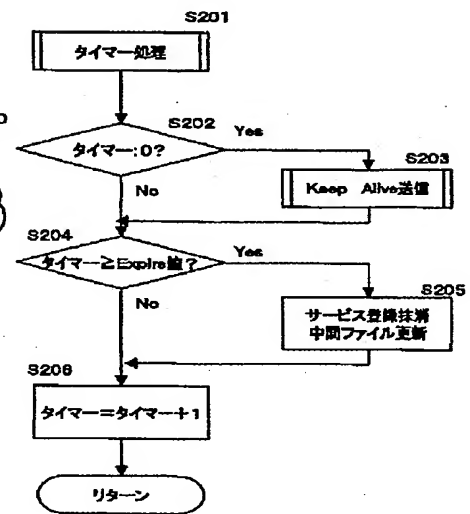 S201
タイマー処理
S202
タイマー:0?
Yes
No
S203
Keep Alive送信
S204
タイマー≧Expire値?
Yes
No
S205
サービス登録抹消
中間ファイル更新
S206
タイマー=タイマー+1
リターン